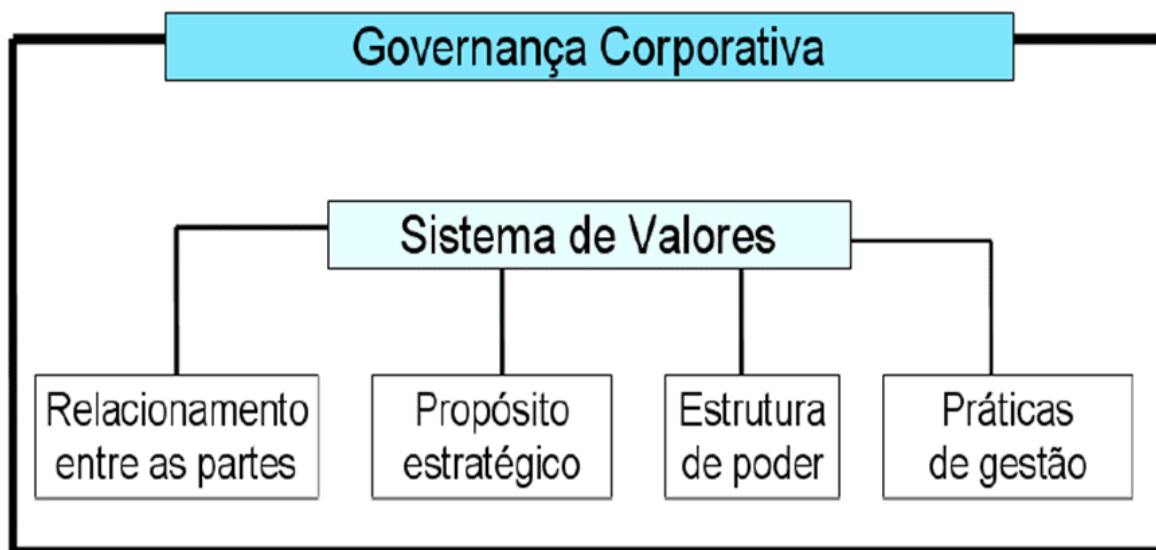 Governança Corporativa
Sistema de Valores
Relacionamento
entre as partes
Propósito
estratégico
Estrutura
de poder
Práticas
de gestão